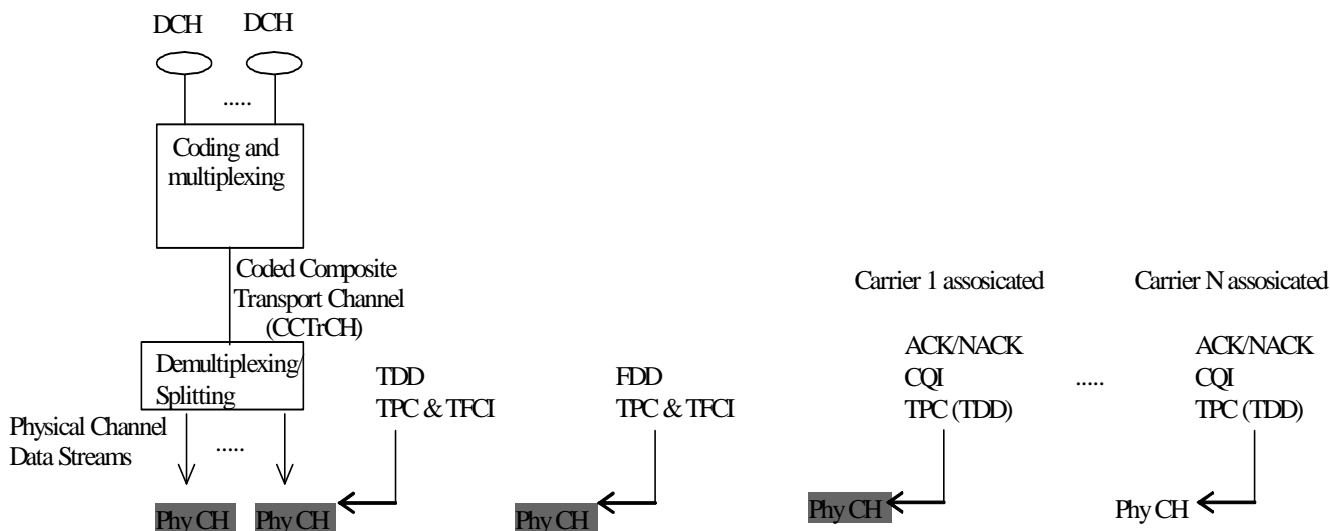 DCH DCH
.....
Coding and
multiplexing
Coded Composite
Transport Channel
(CCTrCH)
Demultiplexing/
Splitting
Physical Channel
Data Streams
.....
Phy CH Phy CH
TDD
TPC & TFCI
FDD
TPC & TFCI
Phy CH
Carrier 1 assosicated
ACK/NACK
CQI
TPC (TDD)
Phy CH
.....
Carrier N assosicated
ACK/NACK
CQI
TPC (TDD)
Phy CH